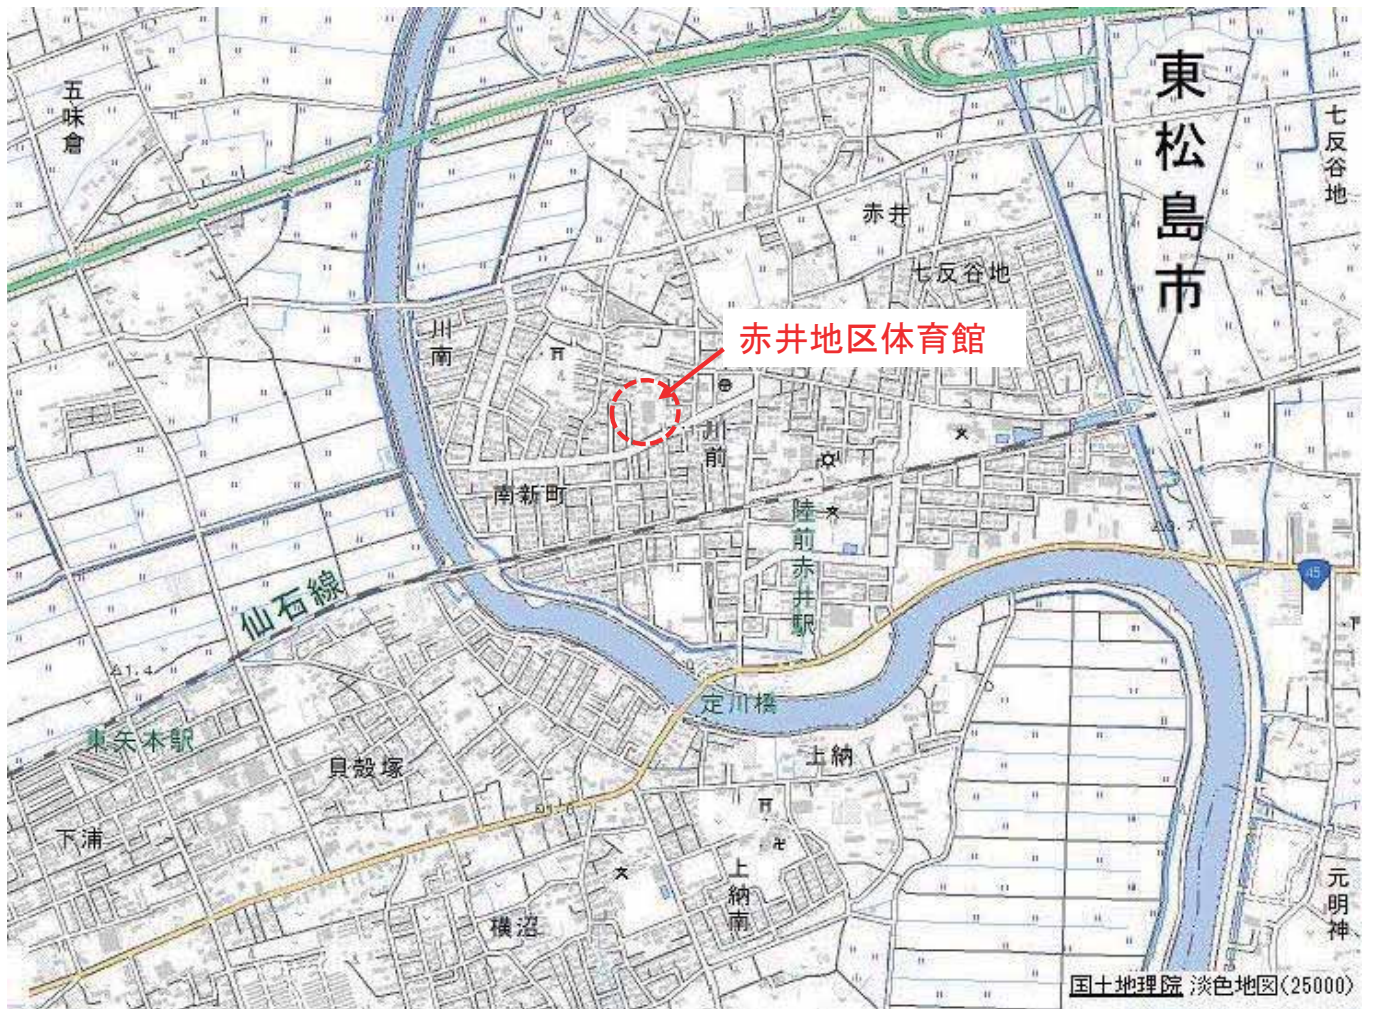 東松島市
五味倉
七反谷地
赤井
七反谷地
川南
赤井地区体育館
川前
南新町
陸前赤井駅
仙石線
45
△1.4
定川橋
東矢本駅
貝殻塚
上納
下浦
上納南
横沼
元明神
国土地理院 淡色地図(25000)